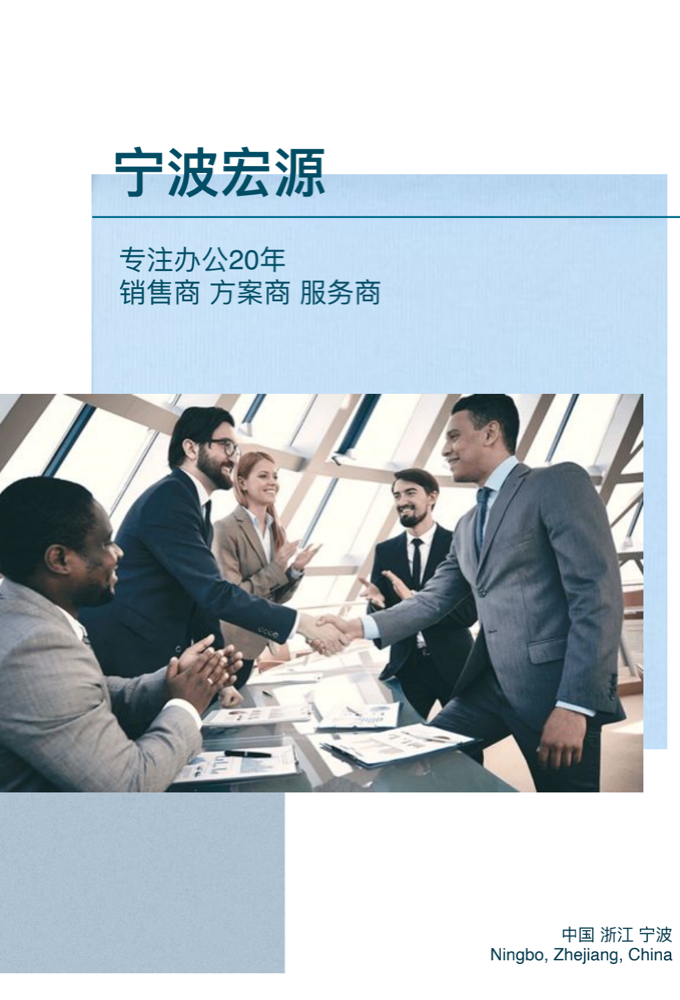 宁波宏源
专注办公20年
销售商 方案商 服务商
中国 浙江 宁波
Ningbo, Zhejiang, China